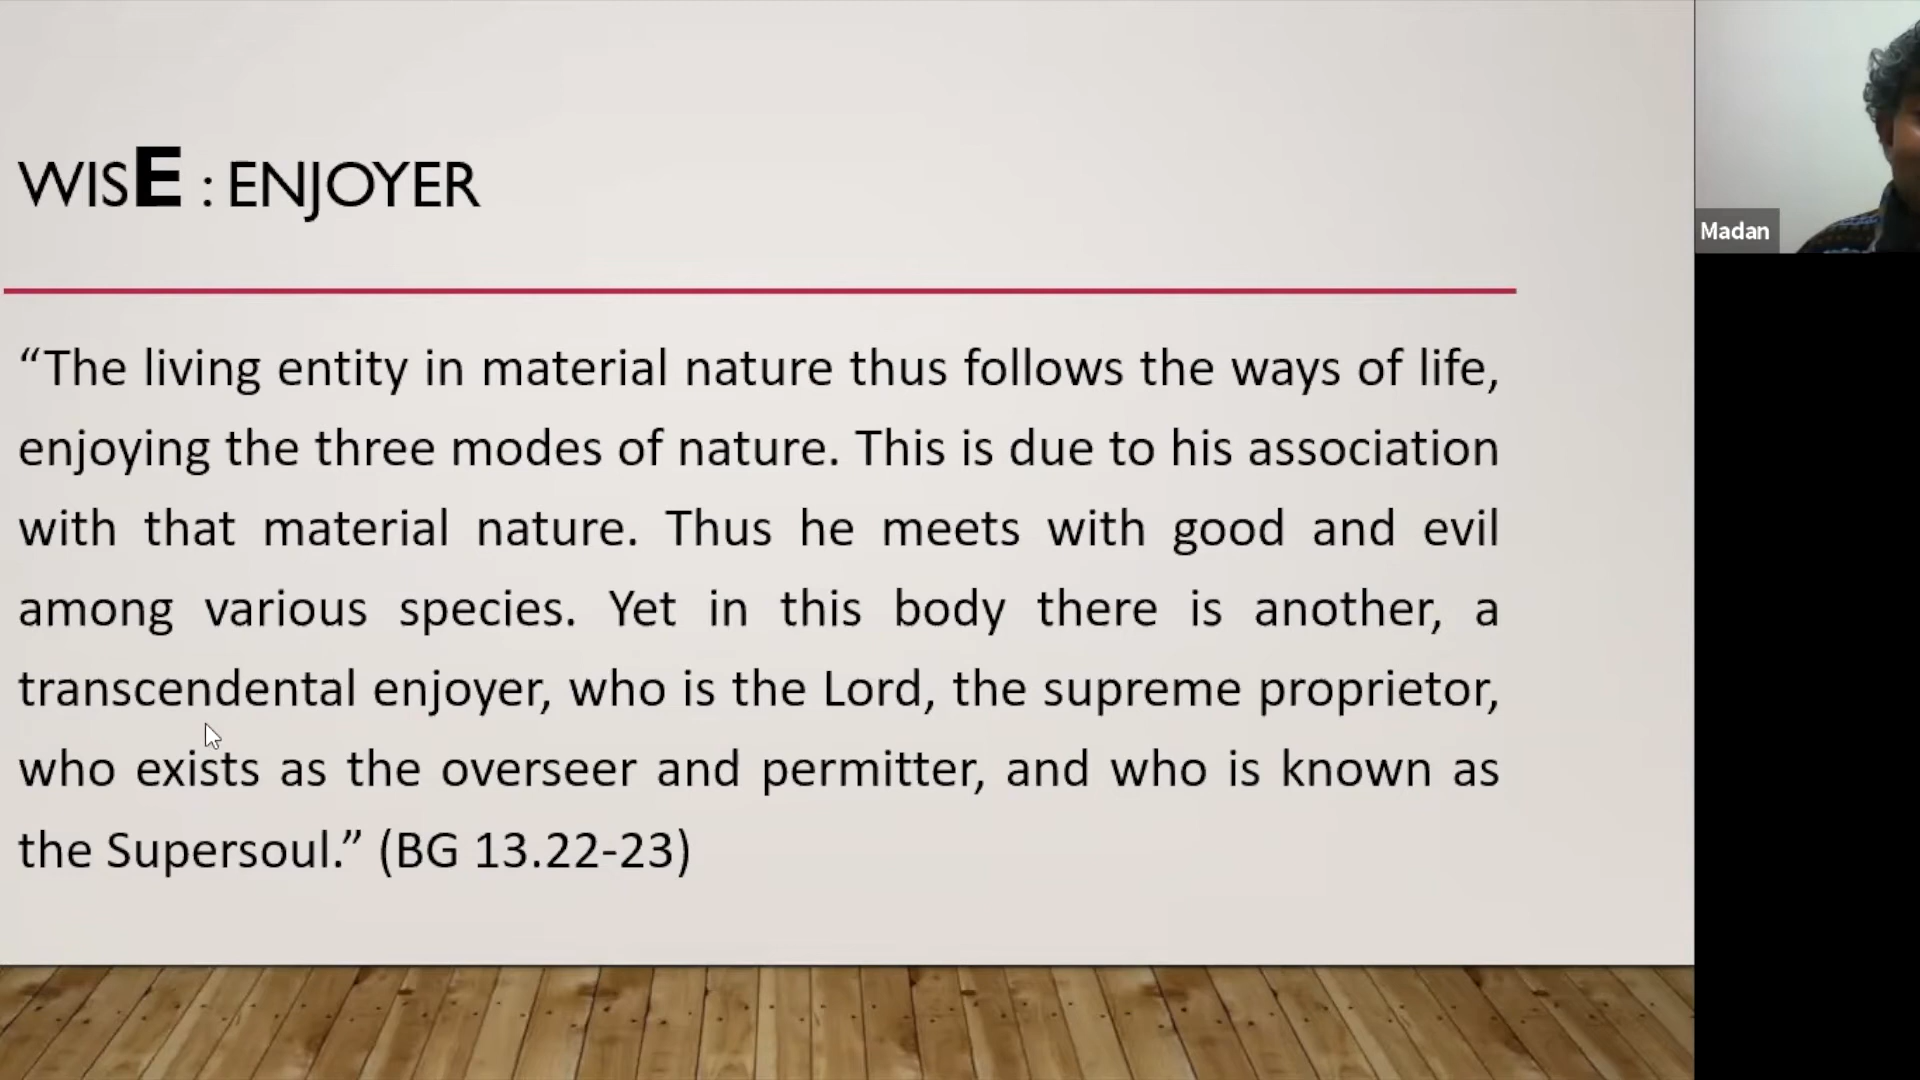 WISE : ENJOYER
“The living entity in material nature thus follows the ways of life,
enjoying the three modes of nature. This is due to his association
with that material nature. Thus he meets with good and evil
among various species. Yet in this body there is another, a
transcendental enjoyer, who is the Lord, the supreme proprietor,
who exists as the overseer and permitter, and who is known as
the Supersoul.” (BG 13.22-23)
Madan